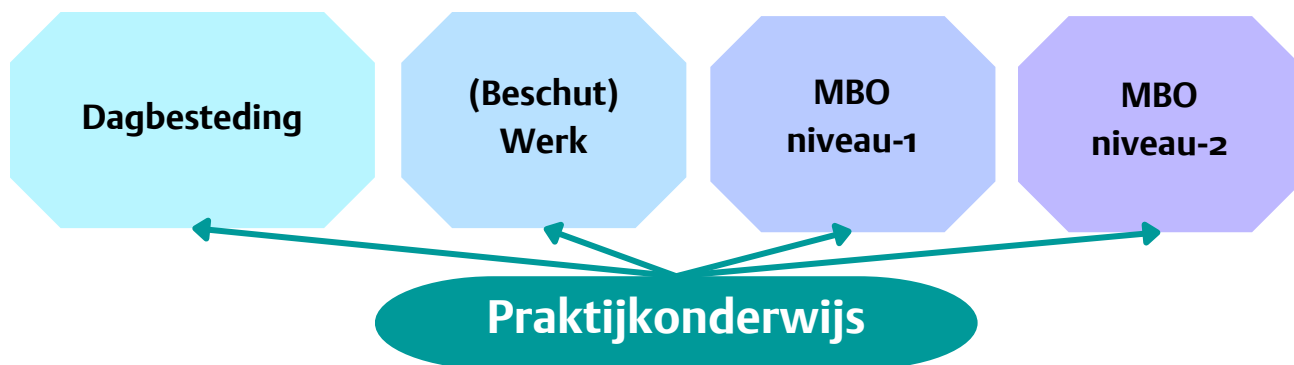 Dagbesteding
(Beschut)
Werk
MBO
niveau-1
MBO
niveau-2
Praktijkonderwijs